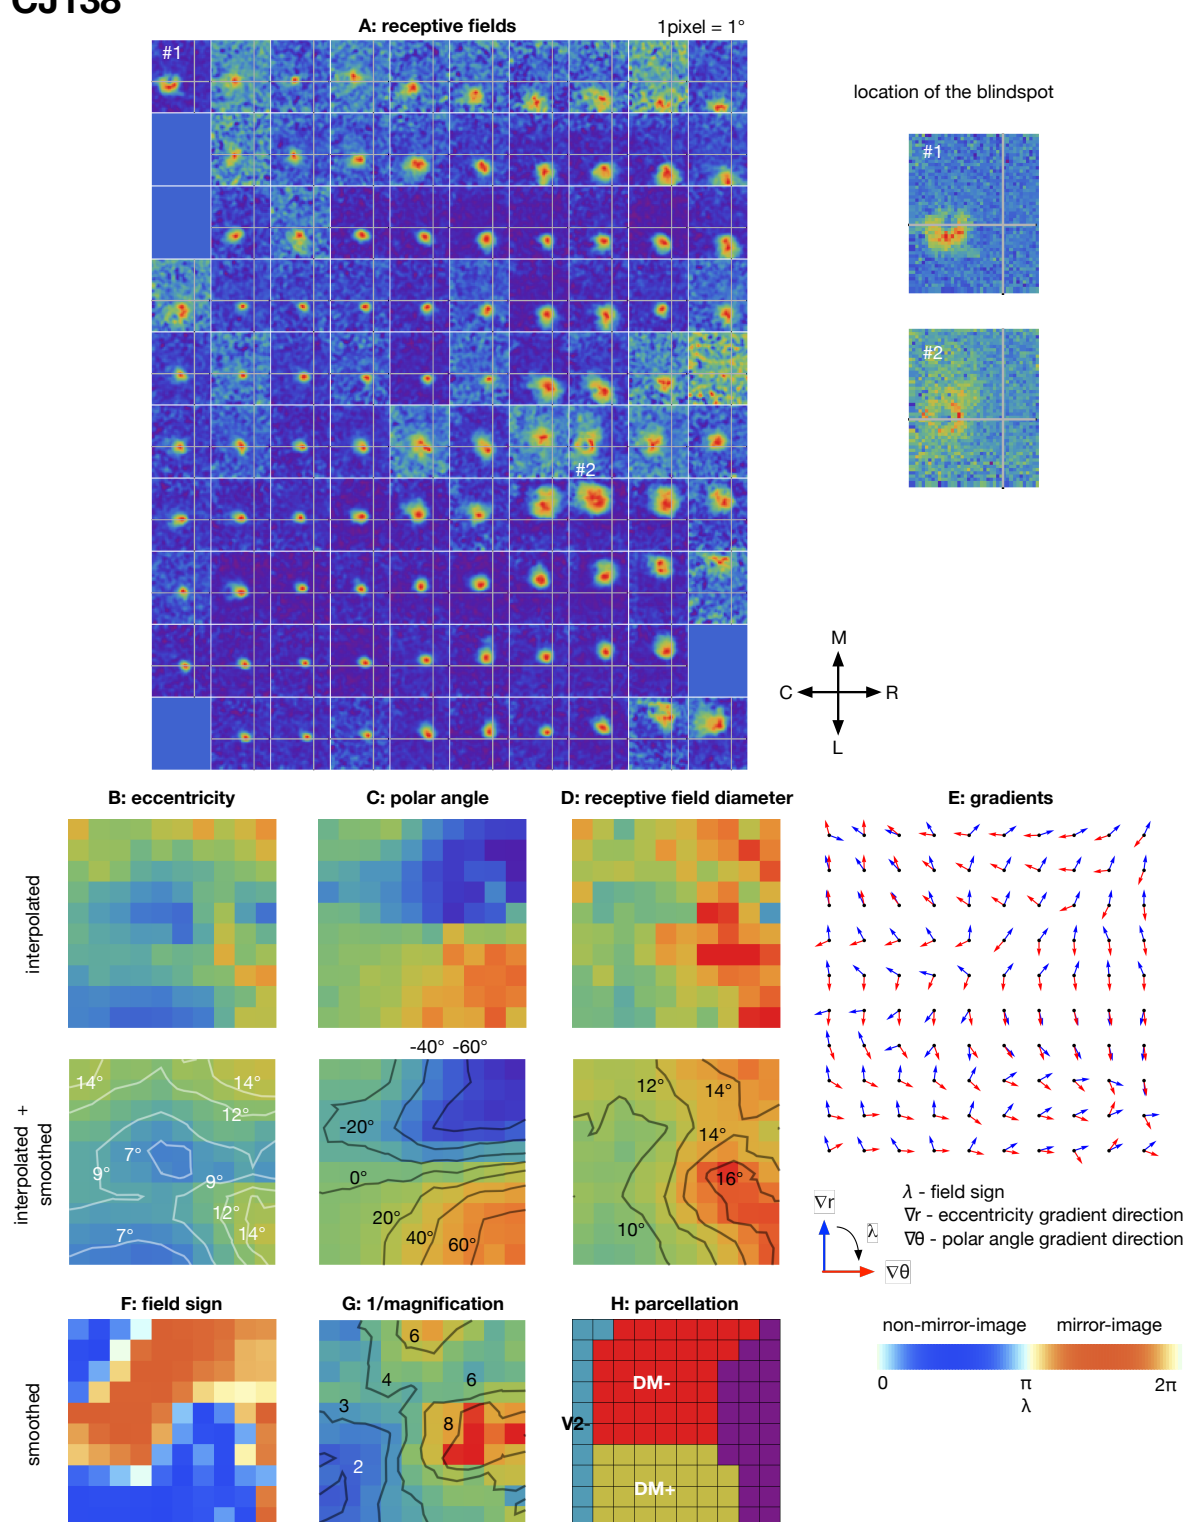 CJ138
A: receptive fields
1pixel = 1°
#1
#2
location of the blindspot
#1
#2
M
C
R
L
B: eccentricity
C: polar angle
D: receptive field diameter
E: gradients
interpolated
-40° -60°
interpolated +
smoothed
14°
14°
12°
7°
9°
9°
12°
14°
7°
-20°
0°
20°
40°
60°
12°
14°
14°
16°
10°
∇r
λ
∇θ
λ - field sign
∇r - eccentricity gradient direction
∇θ - polar angle gradient direction
F: field sign
G: 1/magnification
H: parcellation
smoothed
6
4
6
3
8
2
DM-
V2-
DM+
non-mirror-image
mirror-image
0
π
2π
λ